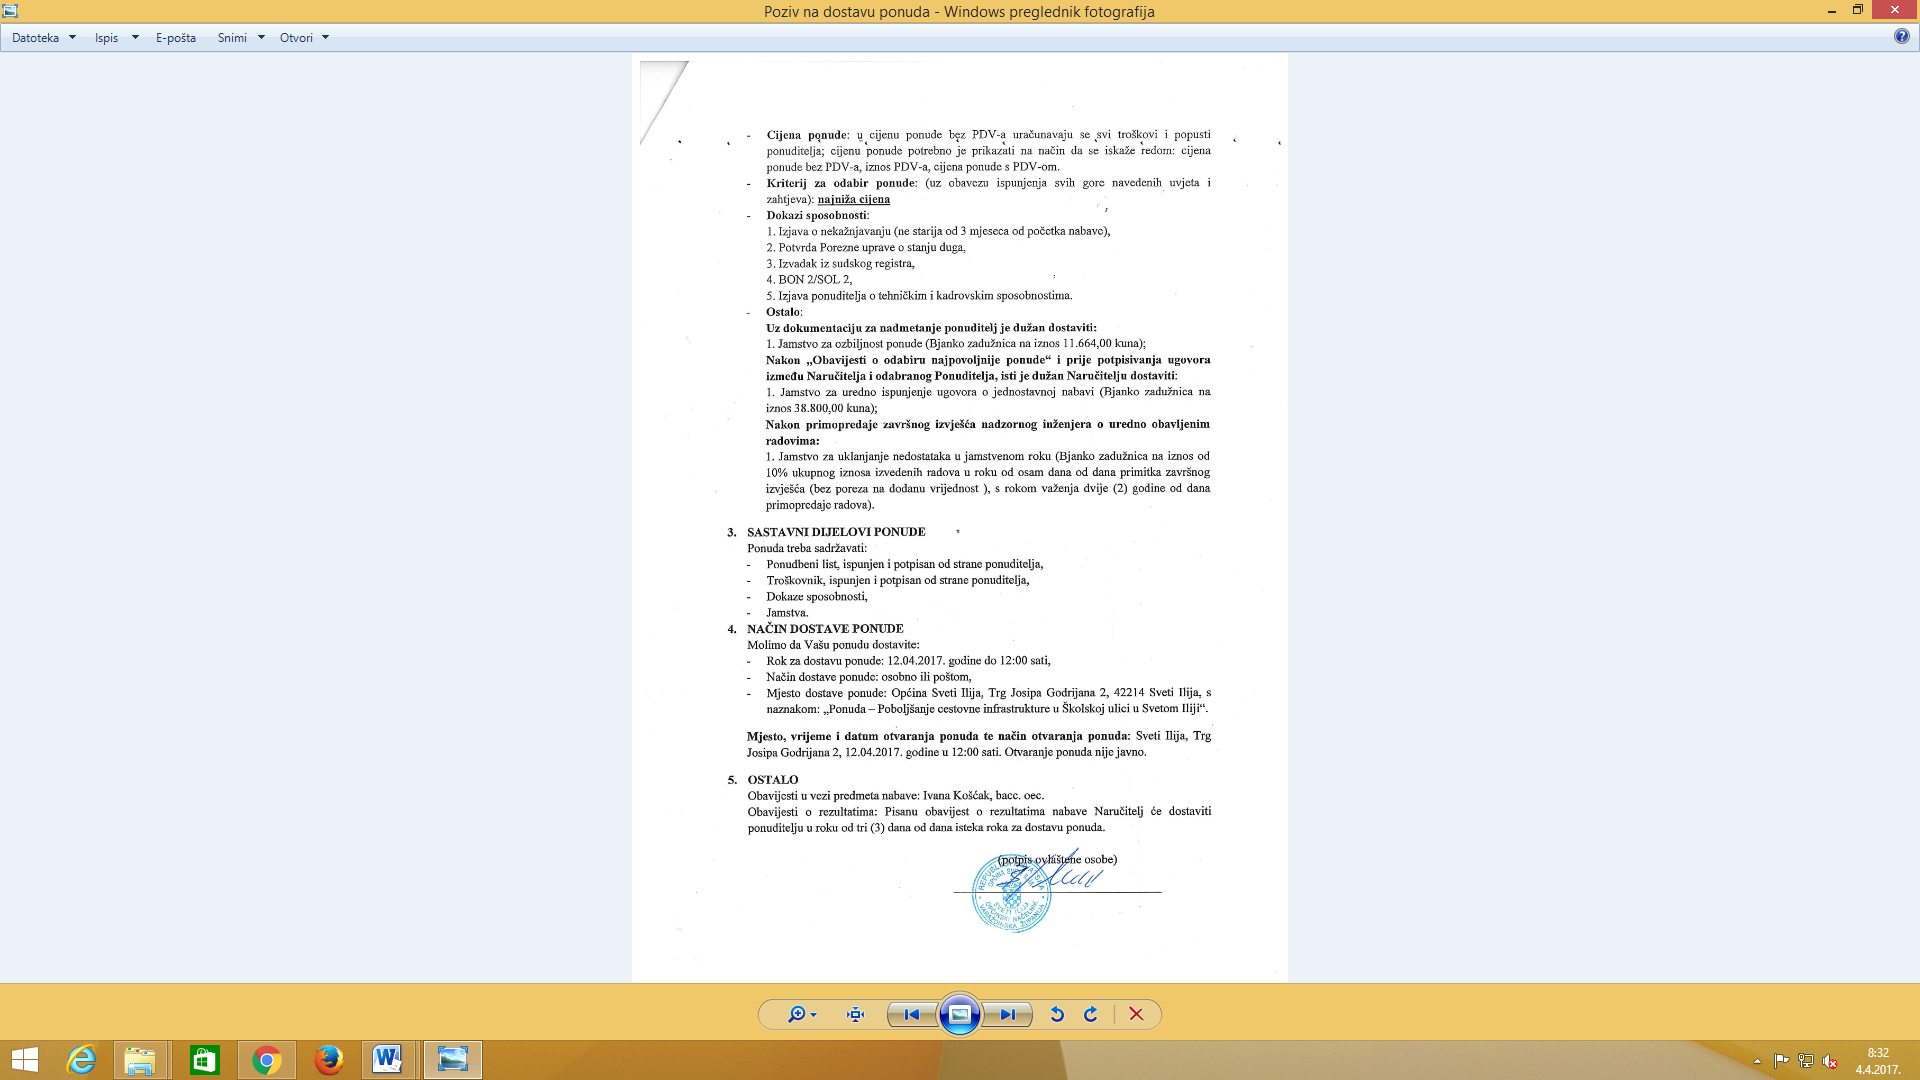 Poziv na dostavu ponuda - Windows preglednik fotografija
Datoteka Ispis E-pošta Snimi Otvori
- Cijena ponude: u cijenu ponude bez PDV-a uračunavaju se svi troškovi i popusti
ponuditelja; cijenu ponude potrebno je prikazati na način da se iskaže redom: cijena
ponude bez PDV-a, iznos PDV-a, cijena ponude s PDV-om.
- Kriterij za odabir ponude: (uz obavezu ispunjenja svih gore navedenih uvjeta i
zahtjeva): najniža cijena
- Dokazi sposobnosti:
1. Izjava o nekažnjavanju (ne starija od 3 mjeseca od početka nabave),
2. Potvrda Porezne uprave o stanju duga,
3. Izvadak iz sudskog registra,
4. BON 2/SOL 2,
5. Izjava ponuditelja o tehničkim i kadrovskim sposobnostima.
- Ostalo:
Uz dokumentaciju za nadmetanje ponuditelj je dužan dostaviti:
1. Jamstvo za ozbiljnost ponude (Bjanko zadužnica na iznos 11.664,00 kuna);
Nakon „Obavijesti o odabiru najpovoljnije ponude“ i prije potpisivanja ugovora
između Naručitelja i odabranog Ponuditelja, isti je dužan Naručitelju dostaviti:
1. Jamstvo za uredno ispunjenje ugovora o jednostavnoj nabavi (Bjanko zadužnica na
iznos 38.800,00 kuna);
Nakon primopredaje završnog izvješća nadzornog inženjera o uredno obavljenim
radovima:
1. Jamstvo za uklanjanje nedostataka u jamstvenom roku (Bjanko zadužnica na iznos od
10% ukupnog iznosa izvedenih radova u roku od osam dana od dana primitka završnog
izvješća (bez poreza na dodanu vrijednost ), s rokom važenja dvije (2) godine od dana
primopredaje radova).
3. SASTAVNI DIJELOVI PONUDE
Ponuda treba sadržavati:
- Ponudbeni list, ispunjen i potpisan od strane ponuditelja,
- Troškovnik, ispunjen i potpisan od strane ponuditelja,
- Dokaze sposobnosti,
- Jamstva.
4. NAČIN DOSTAVE PONUDE
Molimo da Vašu ponudu dostavite:
- Rok za dostavu ponude: 12.04.2017. godine do 12:00 sati,
- Način dostave ponude: osobno ili poštom,
- Mjesto dostave ponude: Općina Sveti Ilija, Trg Josipa Godrijana 2, 42214 Sveti Ilija, s
naznakom: „Ponuda – Poboljšanje cestovne infrastrukture u Školskoj ulici u Svetom Iliji“.
Mjesto, vrijeme i datum otvaranja ponuda te način otvaranja ponuda: Sveti Ilija, Trg
Josipa Godrijana 2, 12.04.2017. godine u 12:00 sati. Otvaranje ponuda nije javno.
5. OSTALO
Obavijesti u vezi predmeta nabave: Ivana Košćak, bacc. oec.
Obavijesti o rezultatima: Pisanu obavijest o rezultatima nabave Naručitelj će dostaviti
ponuditelju u roku od tri (3) dana od dana isteka roka za dostavu ponuda.
(potpis ovlaštene osobe)
SVETI ILIJA
OPĆINSKI NAČELNIK
VARAŽDINSKA ŽUPANIJA
8:32
4.4.2017.